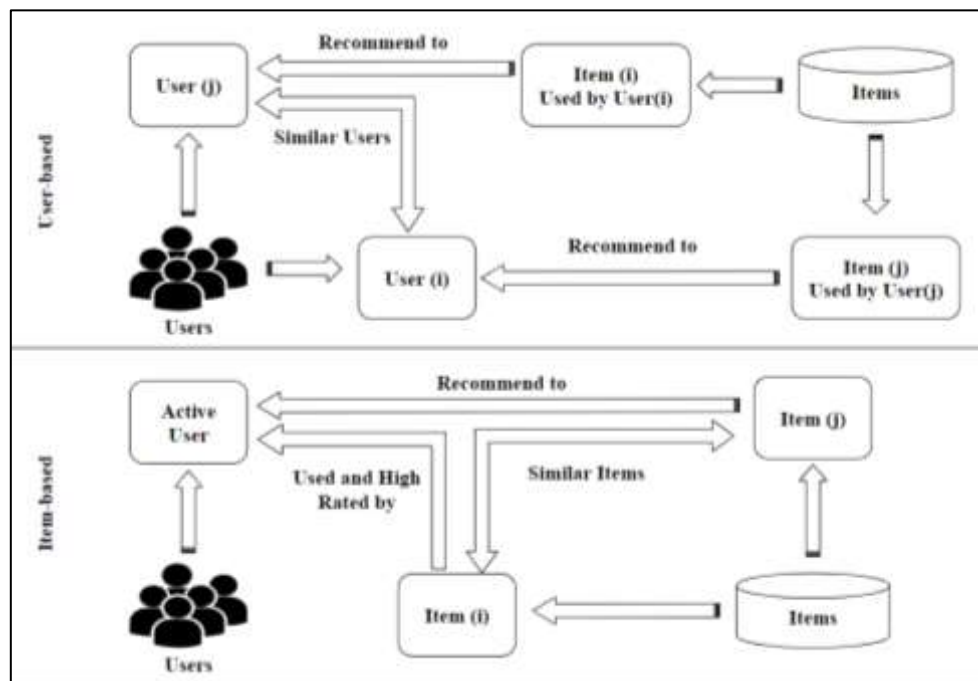 User-based
Recommend to
User (j)
Item (i)
Used by User(i)
Items
Similar Users
Recommend to
User (i)
Item (j)
Used by User(j)
Users
Item-based
Recommend to
Active
User
Item (j)
Used and High
Rated by
Similar Items
Item (i)
Items
Users